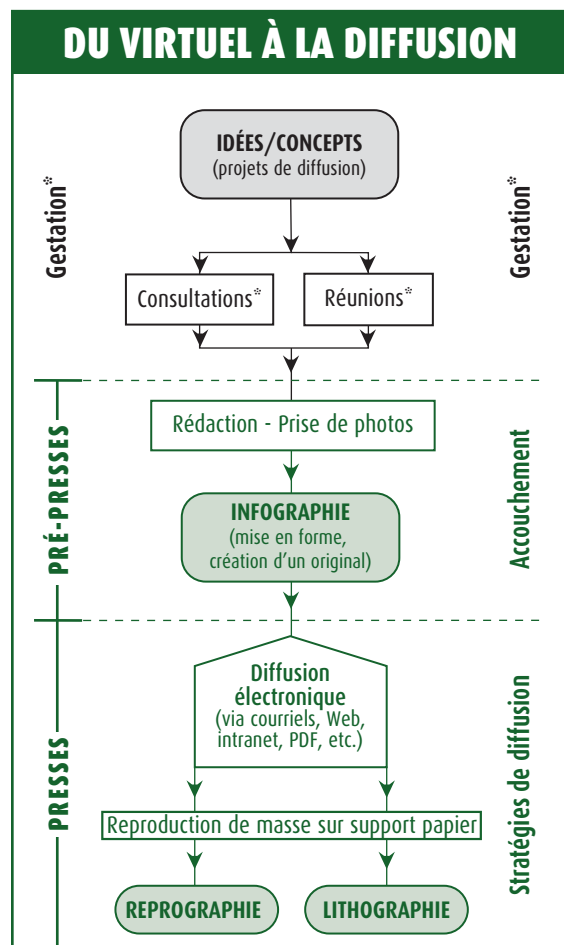 DU VIRTUEL À LA DIFFUSION
IDÉES/CONCEPTS
(projets de diffusion)
Gestation*
Gestation*
Consultations*
Réunions*
Rédaction - Prise de photos
PRÉ-PRESSES
INFOGRAPHIE
(mise en forme,
création d'un original)
Accouchement
Diffusion
électronique
(via courriels, Web,
intranet, PDF, etc.)
PRESSES
Stratégies de diffusion
Reproduction de masse sur support papier
REPROGRAPHIE
LITHOGRAPHIE